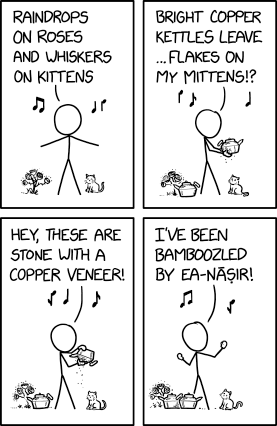 RAINDROPS
ON ROSES
AND WHISKERS
ON KITTENS
BRIGHT COPPER
KETTLES LEAVE
...FLAKES ON
MY MITTENS!?
HEY, THESE ARE
STONE WITH A
COPPER VENEER!
I'VE BEEN
BAMBOOZLED
BY EA-NĀṢIR!